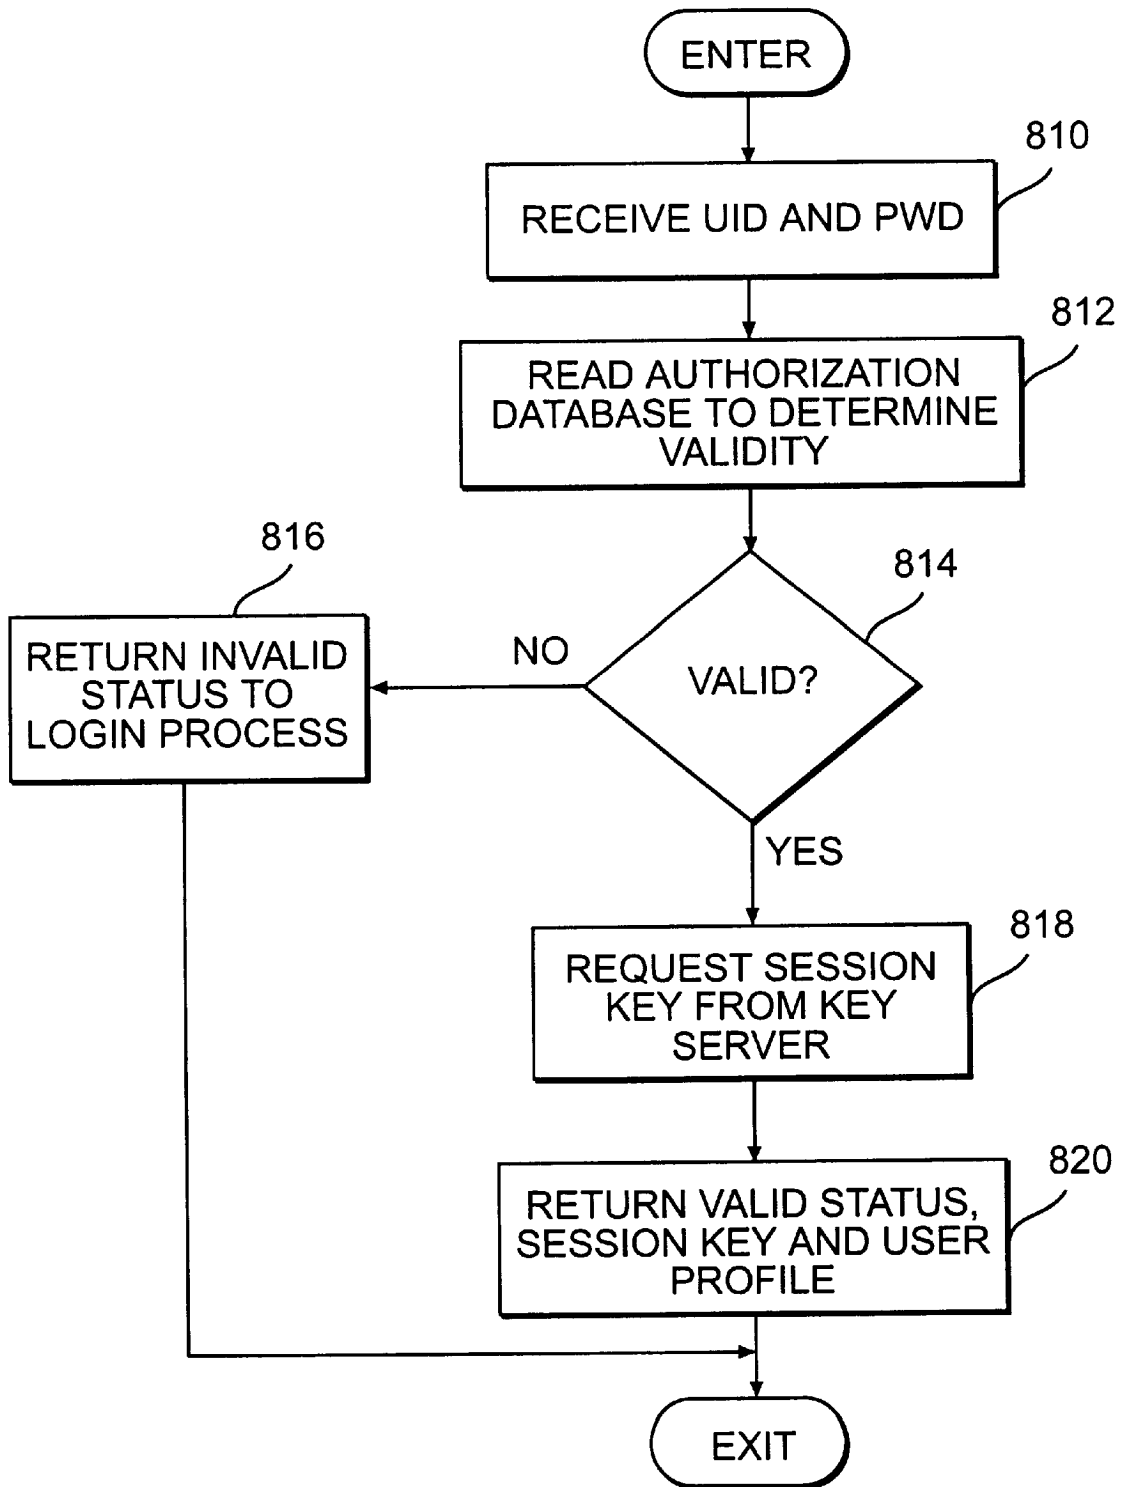 ENTER
810
RECEIVE UID AND PWD
812
READ AUTHORIZATION
DATABASE TO DETERMINE
VALIDITY
814
VALID?
NO
816
RETURN INVALID
STATUS TO
LOGIN PROCESS
YES
818
REQUEST SESSION
KEY FROM KEY
SERVER
820
RETURN VALID STATUS,
SESSION KEY AND USER
PROFILE
EXIT